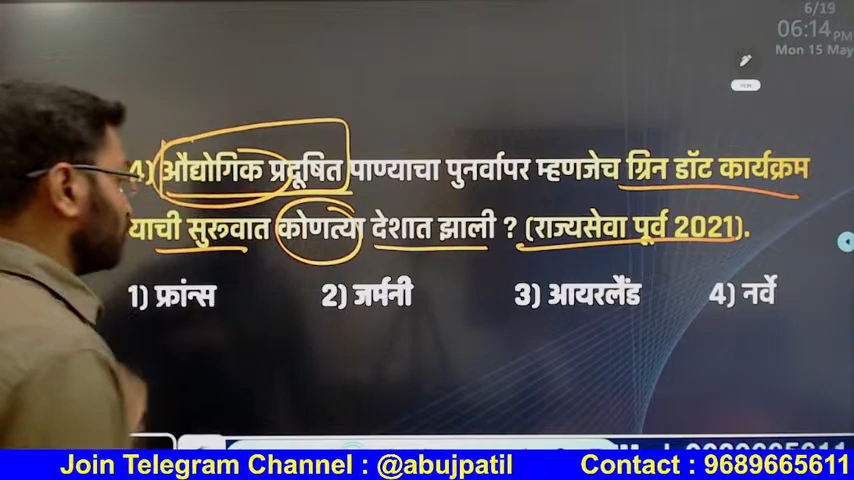 6/19
06:14 PM
Mon 15 May
4) औद्योगिक प्रदूषित पाण्याचा पुनर्वापर म्हणजेच ग्रिन डॉट कार्यक्रम
याची सुरूवात कोणत्या देशात झाली ? (राज्यसेवा पूर्व 2021).
1) फ्रांन्स 2) जर्मनी 3) आयरलैंड 4) नर्वे
Join Telegram Channel : @abujpatil Contact : 9689665611